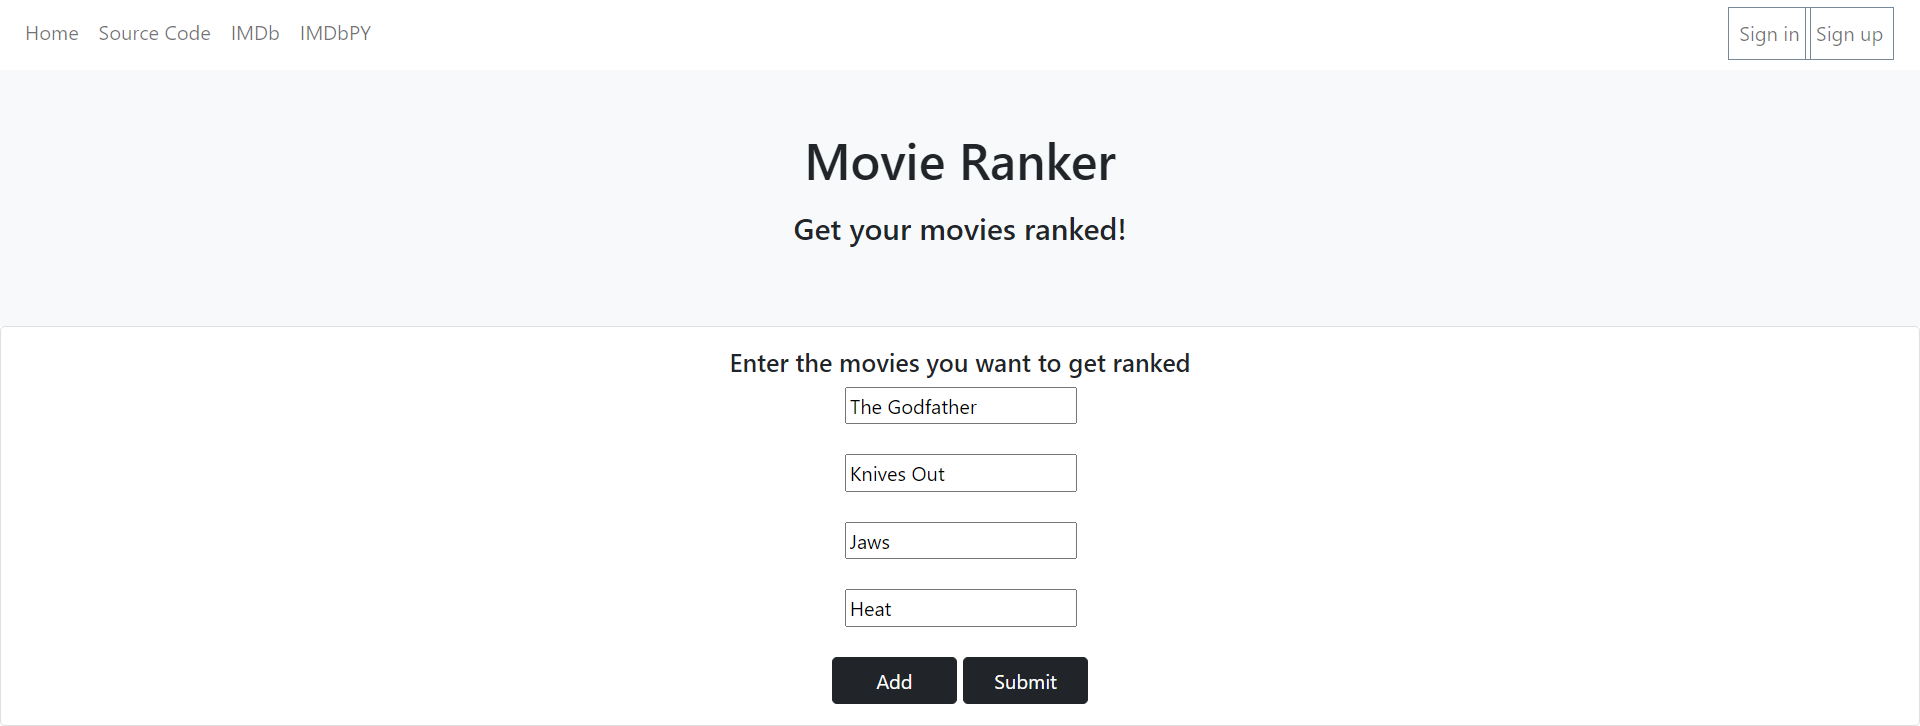 Home Source Code IMDb IMDbPY Sign in Sign up
Movie Ranker
Get your movies ranked!
Enter the movies you want to get ranked
The Godfather
Knives Out
Jaws
Heat
Add Submit